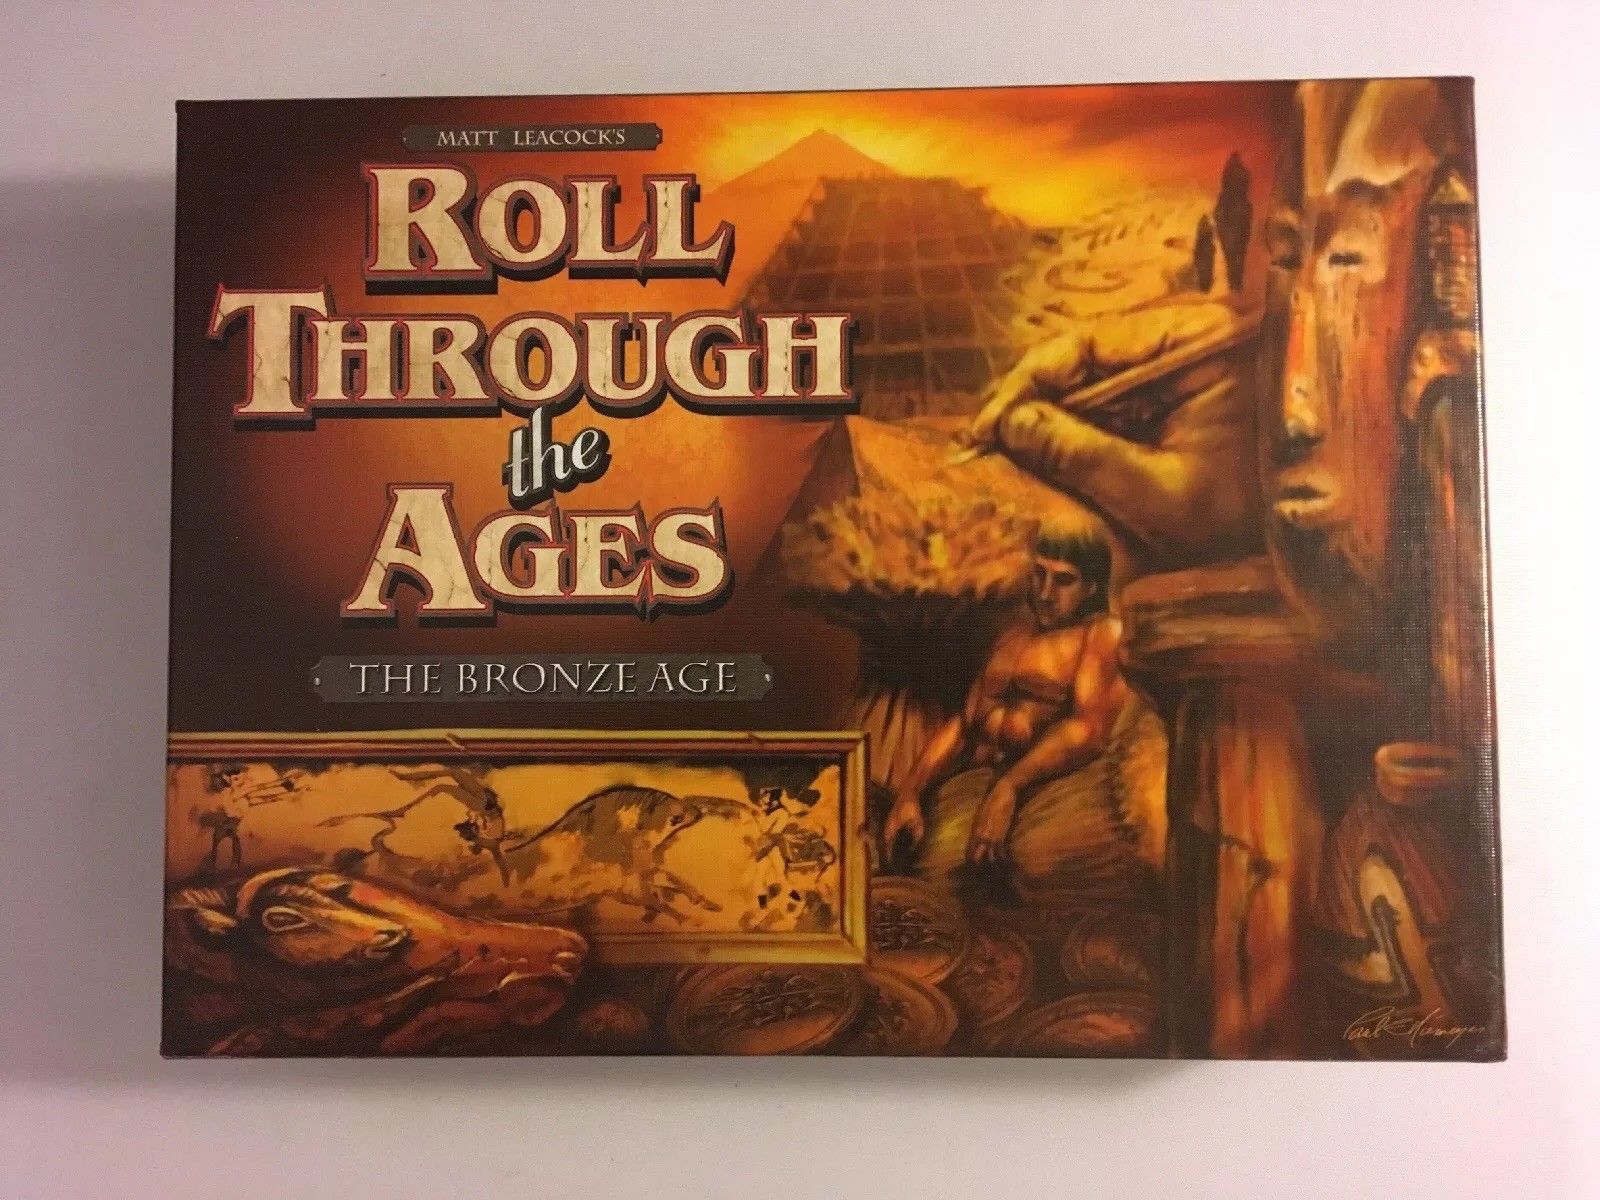 MATT LEACOCK'S
ROLL
THROUGH
the
AGES
THE BRONZE AGE